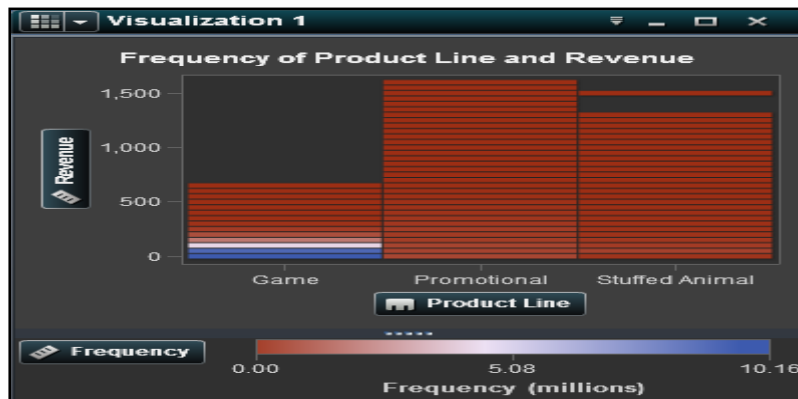 Visualization 1
Frequency of Product Line and Revenue
1,500
1,000
500
0
Revenue
Game Promotional Stuffed Animal
Product Line
Frequency
0.00 5.08 10.16
Frequency (millions)